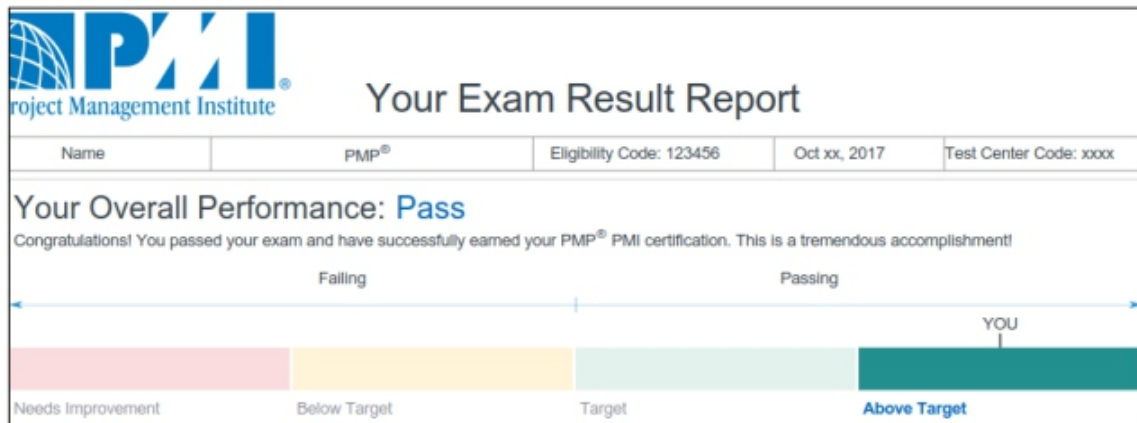 PMI®
roject Management Institute
Your Exam Result Report
Name PMP® Eligibility Code: 123456 Oct xx, 2017 Test Center Code: xxxx
Your Overall Performance: Pass
Congratulations! You passed your exam and have successfully earned your PMP® PMI certification. This is a tremendous accomplishment!
Failing Passing
YOU
Needs Improvement Below Target Target Above Target